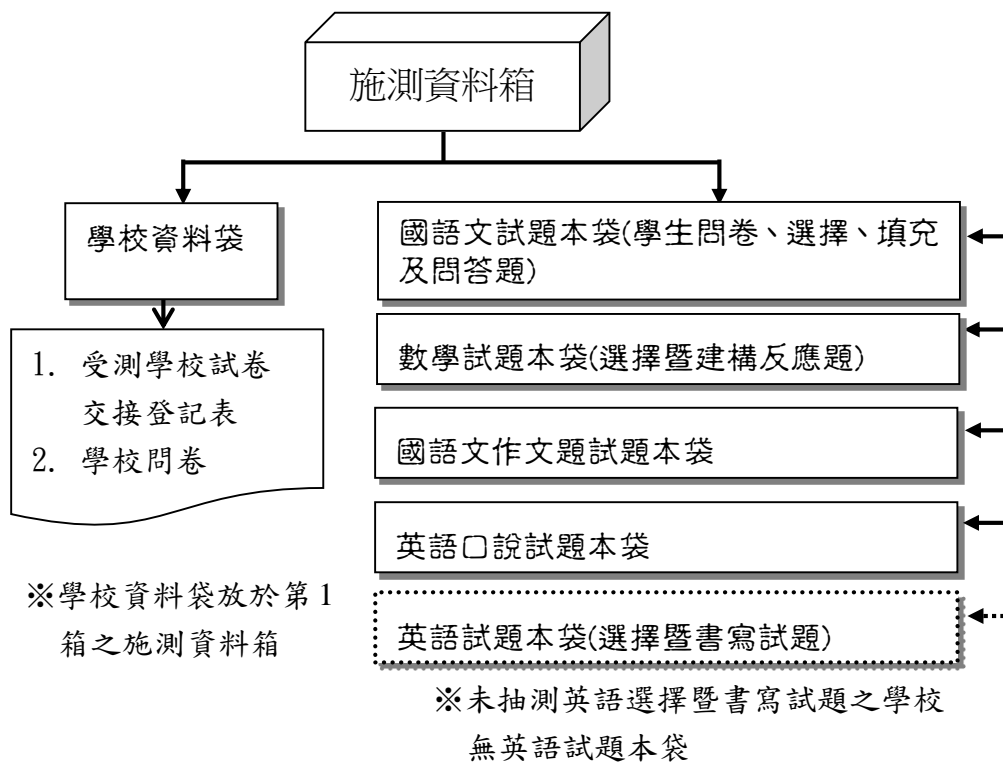 施測資料箱
學校資料袋
1. 受測學校試卷
交接登記表
2. 學校問卷
※學校資料袋放於第1
箱之施測資料箱
國語文試題本袋(學生問卷、選擇、填充
及問答題)
數學試題本袋(選擇暨建構反應題)
國語文作文題試題本袋
英語口說試題本袋
英語試題本袋(選擇暨書寫試題)
※未抽測英語選擇暨書寫試題之學校
無英語試題本袋